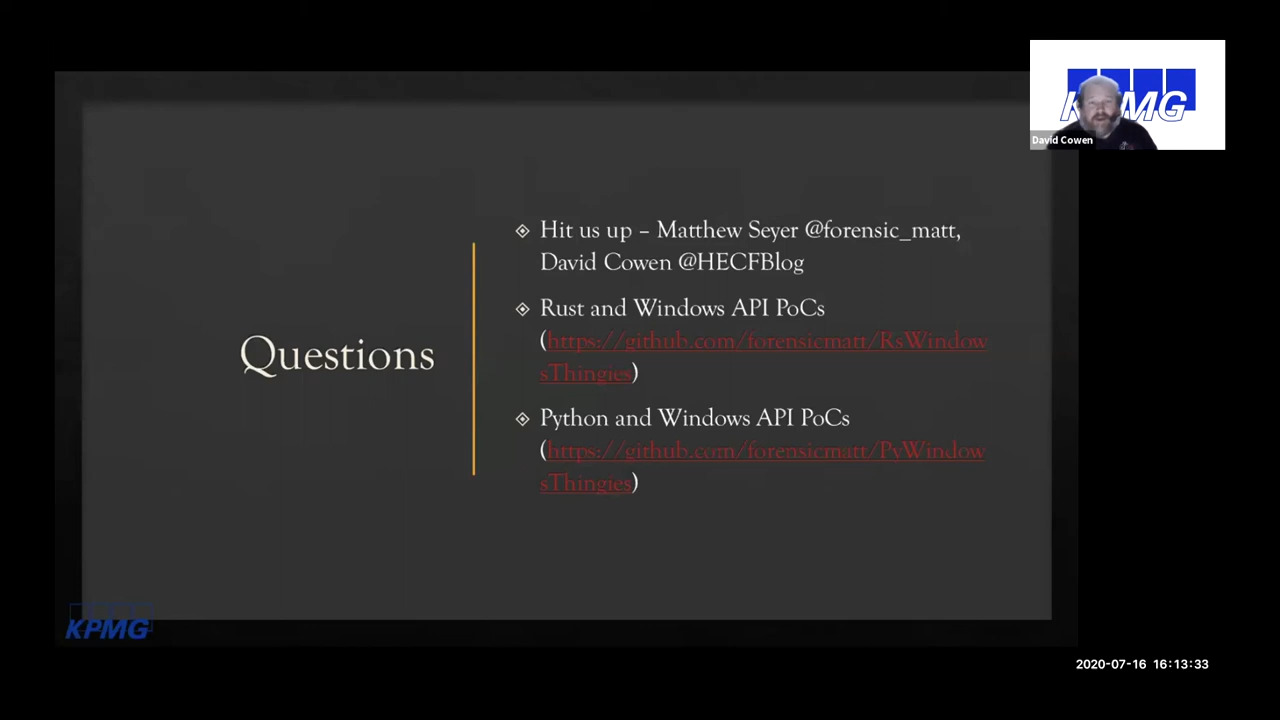 KPMG
David Cowen
Questions
Hit us up – Matthew Seyer @forensic_matt,
David Cowen @HECFBlog
Rust and Windows API PoCs
(https://github.com/forensicmatt/RsWindow
sThingies)
Python and Windows API PoCs
(https://github.com/forensicmatt/PyWindow
sThingies)
KPMG
2020-07-16 16:13:33